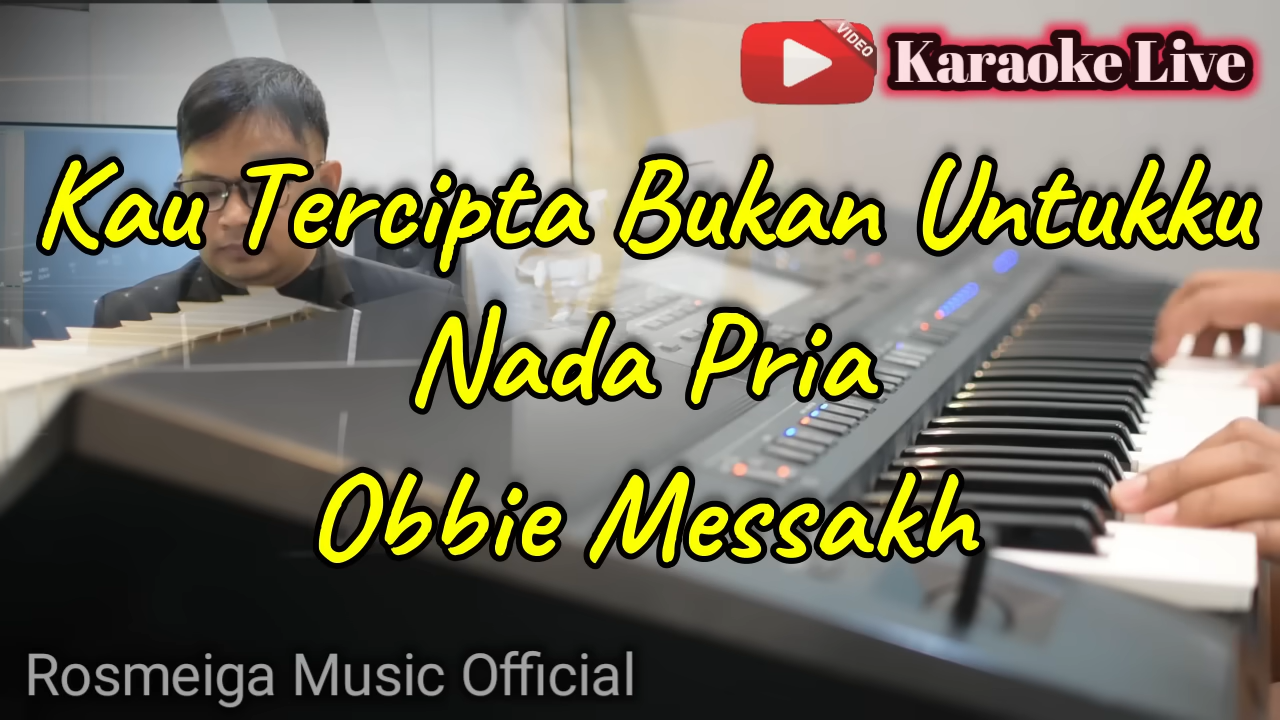 VIDEO
Karaoke Live
Kau Tercipta Bukan Untukku
Nada Pria
Obbie Messakh
Rosmeiga Music Official